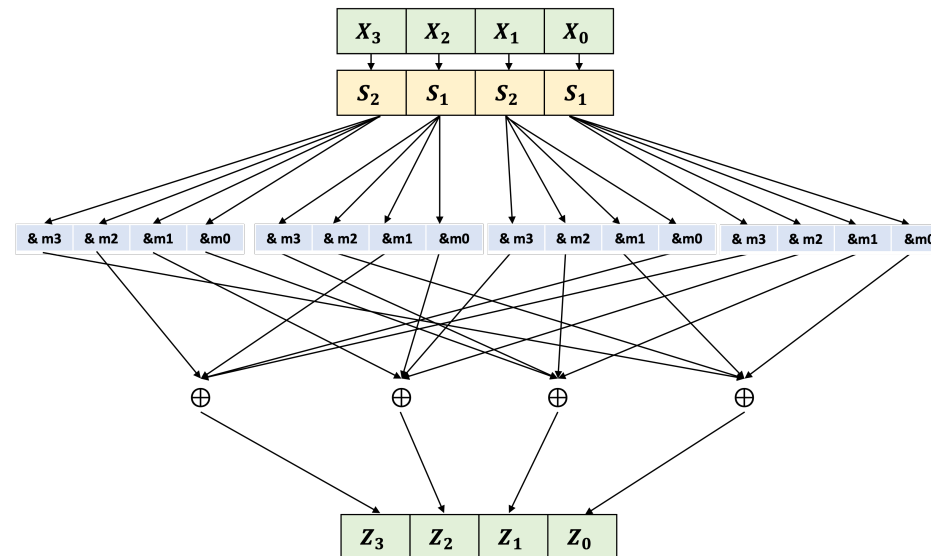 X3 X2 X1 X0
S2 S1 S2 S1
& m3 & m2 &m1 &m0 & m3 & m2 &m1 &m0 & m3 & m2 &m1 &m0 & m3 & m2 &m1 &m0
⊕ ⊕ ⊕ ⊕
Z3 Z2 Z1 Z0